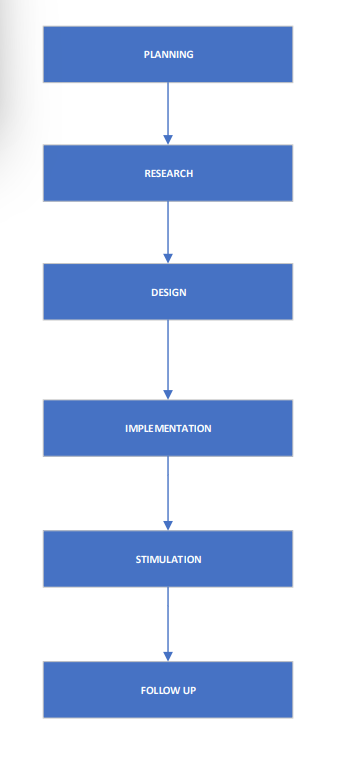 PLANNING
RESEARCH
DESIGN
IMPLEMENTATION
STIMULATION
FOLLOW UP